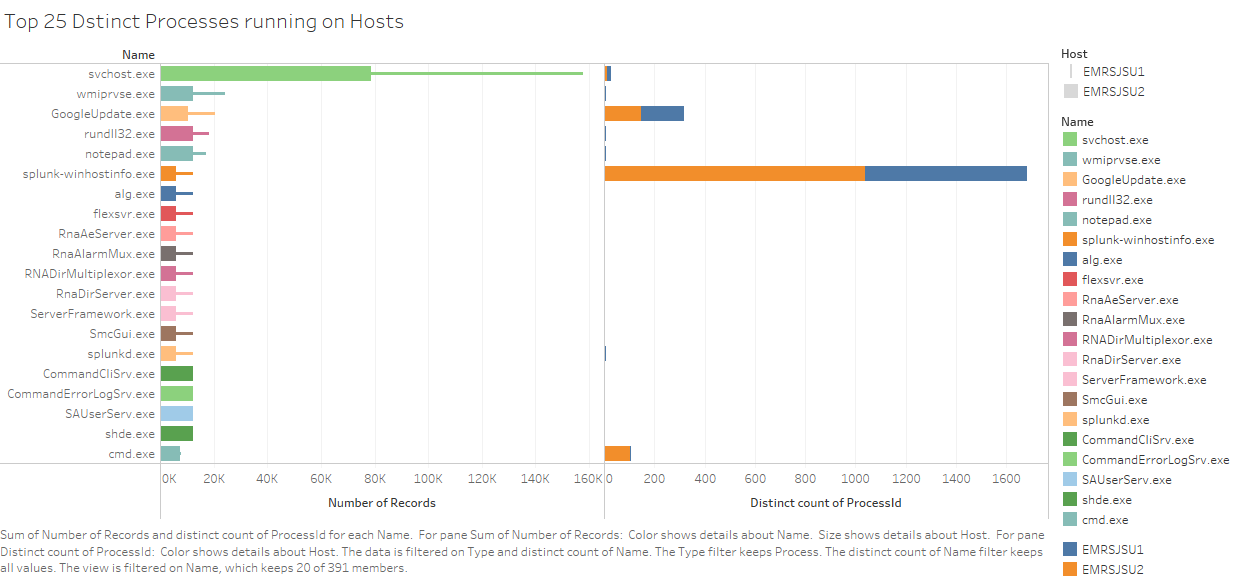 Top 25 Dstinct Processes running on Hosts
Name
svchost.exe
wmiprvse.exe
GoogleUpdate.exe
rundll32.exe
notepad.exe
splunk-winhostinfo.exe
alg.exe
flexsvr.exe
RnaAeServer.exe
RnaAlarmMux.exe
RNADirMultiplexor.exe
RnaDirServer.exe
ServerFramework.exe
SmcGui.exe
splunkd.exe
CommandCliSrv.exe
CommandErrorLogSrv.exe
SAUserServ.exe
shde.exe
cmd.exe
0K 20K 40K 60K 80K 100K 120K 140K 160K
Number of Records
0 200 400 600 800 1000 1200 1400 1600
Distinct count of ProcessId
Host
EMRSJSU1
EMRSJSU2
Name
svchost.exe
wmiprvse.exe
GoogleUpdate.exe
rundll32.exe
notepad.exe
splunk-winhostinfo.exe
alg.exe
flexsvr.exe
RnaAeServer.exe
RnaAlarmMux.exe
RNADirMultiplexor.exe
RnaDirServer.exe
ServerFramework.exe
SmcGui.exe
splunkd.exe
CommandCliSrv.exe
CommandErrorLogSrv.exe
SAUserServ.exe
shde.exe
cmd.exe
EMRSJSU1
EMRSJSU2
Sum of Number of Records and distinct count of ProcessId for each Name.  For pane Sum of Number of Records:  Color shows details about Name.  Size shows details about Host.  For pane
Distinct count of ProcessId:  Color shows details about Host. The data is filtered on Type and distinct count of Name. The Type filter keeps Process. The distinct count of Name filter keeps
all values. The view is filtered on Name, which keeps 20 of 391 members.